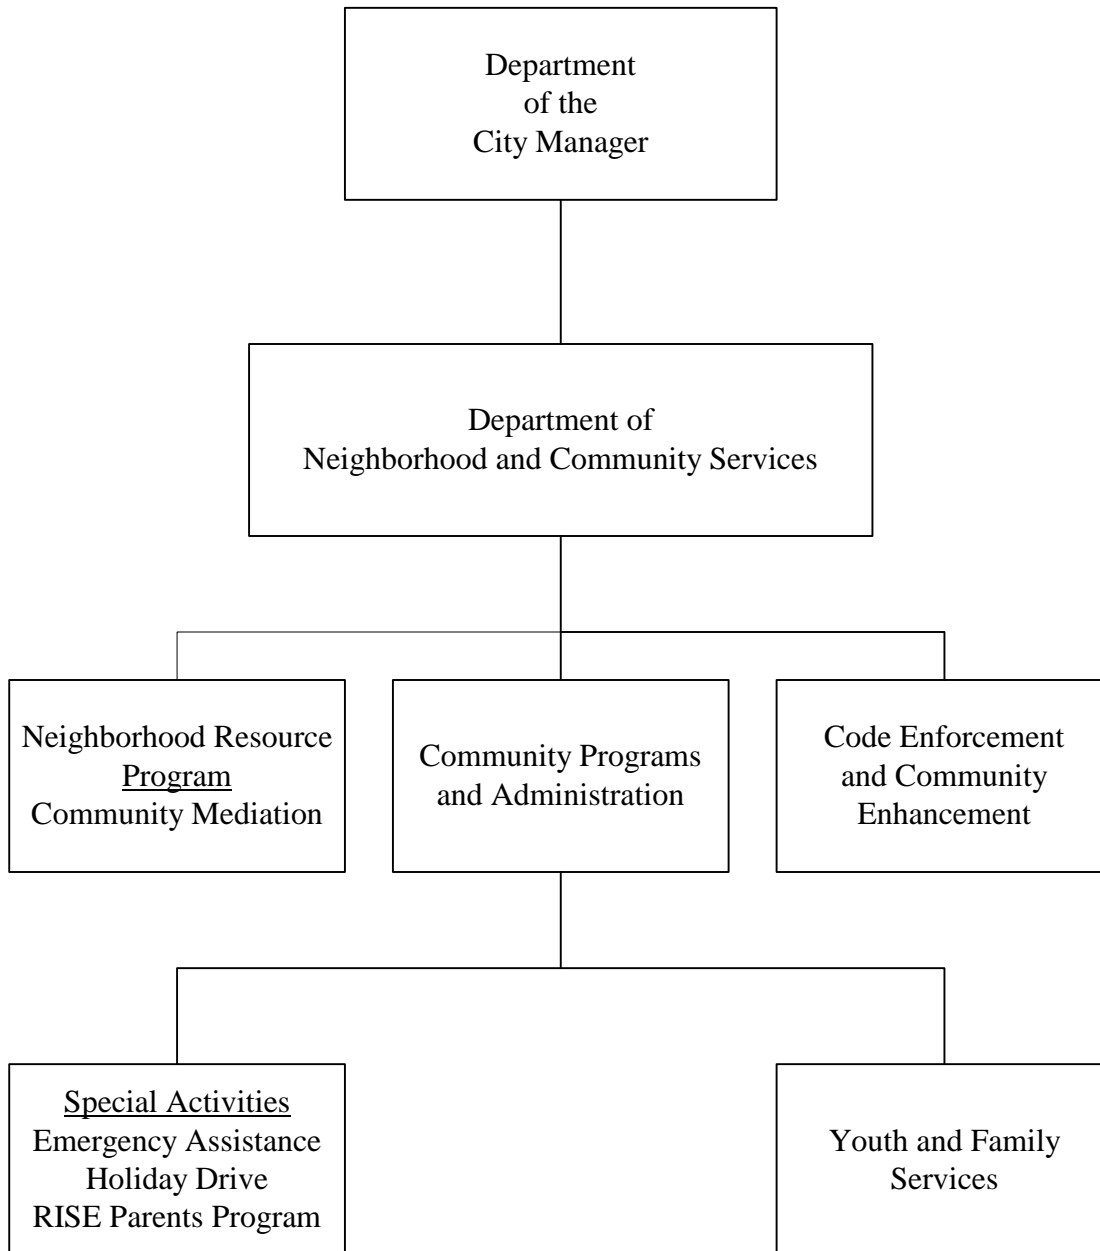 Department
of the
City Manager
Department of
Neighborhood and Community Services
Neighborhood Resource
Program
Community Mediation
Community Programs
and Administration
Code Enforcement
and Community
Enhancement
Special Activities
Emergency Assistance
Holiday Drive
RISE Parents Program
Youth and Family
Services